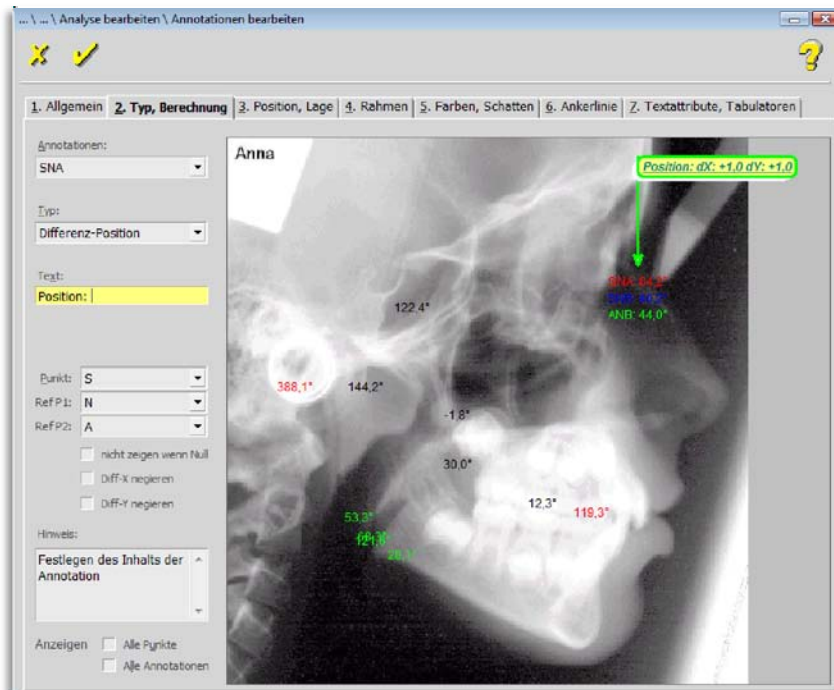 ... \ ... \ Analyse bearbeiten \ Annotationen bearbeiten
1. Allgemein 2. Typ, Berechnung 3. Position, Lage 4. Rahmen 5. Farben, Schatten 6. Ankerlinie 7. Textattribute, Tabulatoren
Annotationen:
SNA
Typ:
Differenz-Position
Text:
Position:
Punkt: S
RefP1: N
RefP2: A
nicht zeigen wenn Null
Diff-X negieren
Diff-Y negieren
Hinweis:
Festlegen des Inhalts der
Annotation
Anzeigen Alle Punkte
Alle Annotationen
Anna
Position: dX: +1,0 dY: +1,0
ANB: 44,0°
122,4°
388,1° 144,2°
-1,8°
30,0°
12,3° 119,3°
53,3°